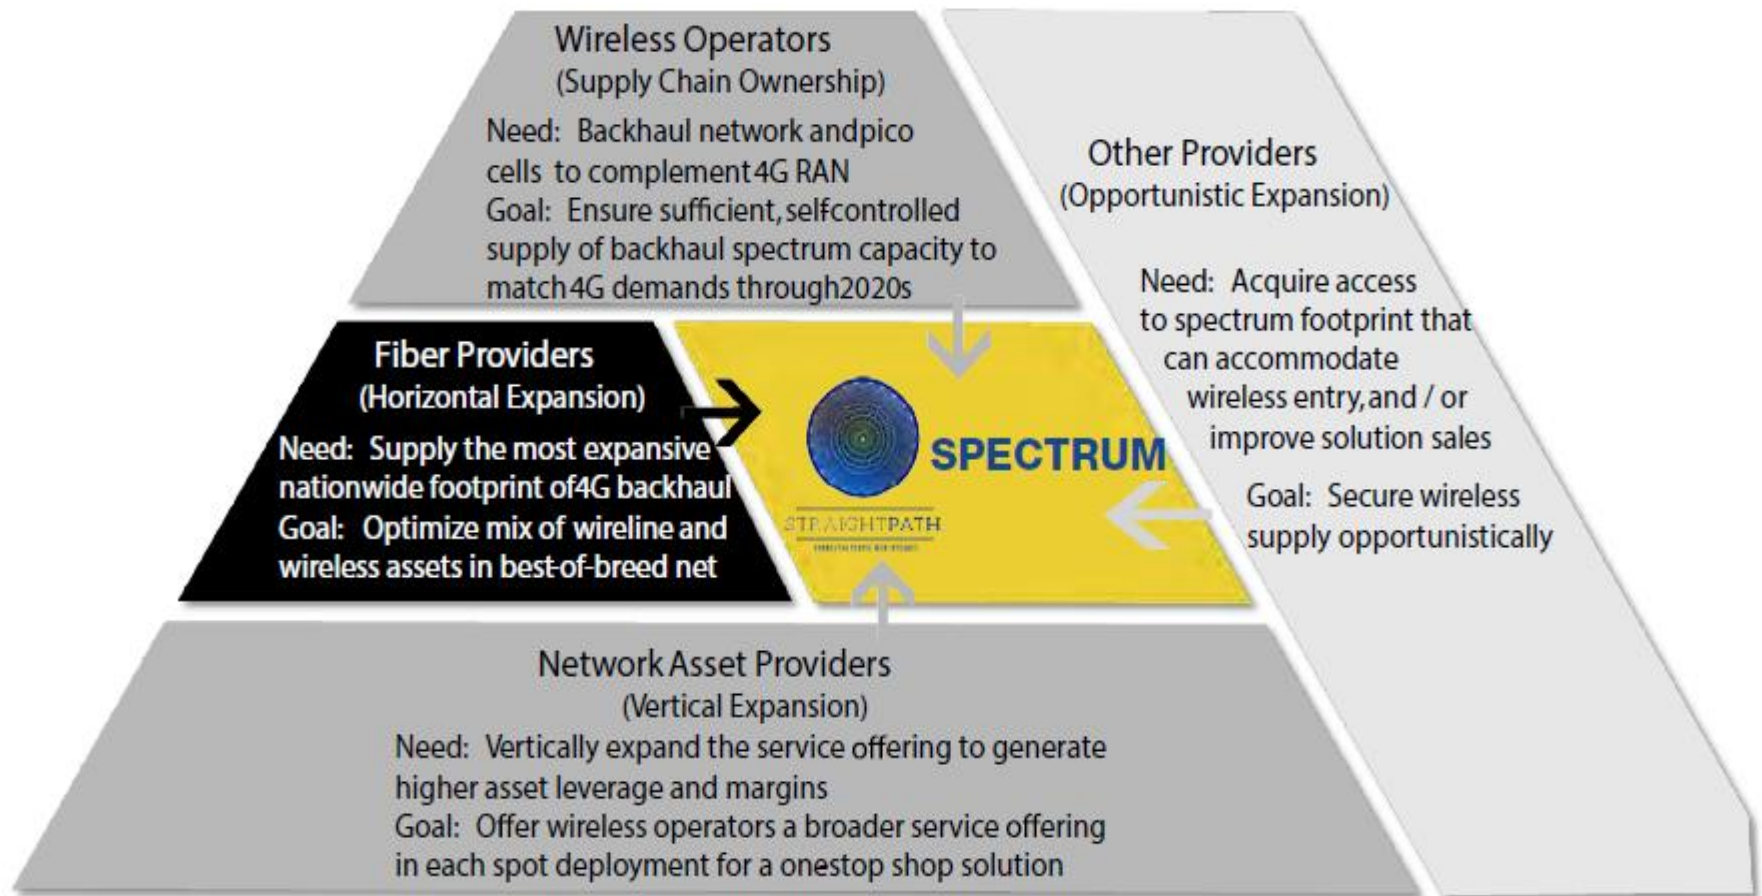 Wireless Operators
(Supply Chain Ownership)
Need: Backhaul network andpico
cells to complement 4G RAN
Goal: Ensure sufficient, selfcontrolled
supply of backhaul spectrum capacity to
match 4G demands through2020s
Other Providers
(Opportunistic Expansion)
Need: Acquire access
to spectrum footprint that
can accommodate
wireless entry, and / or
improve solution sales
Goal: Secure wireless
supply opportunistically
Fiber Providers
(Horizontal Expansion)
Need: Supply the most expansive
nationwide footprint of4G backhaul
Goal: Optimize mix of wireline and
wireless assets in best-of-breed net
SPECTRUM
STRAIGHTPATH
Network Asset Providers
(Vertical Expansion)
Need: Vertically expand the service offering to generate
higher asset leverage and margins
Goal: Offer wireless operators a broader service offering
in each spot deployment for a onestop shop solution